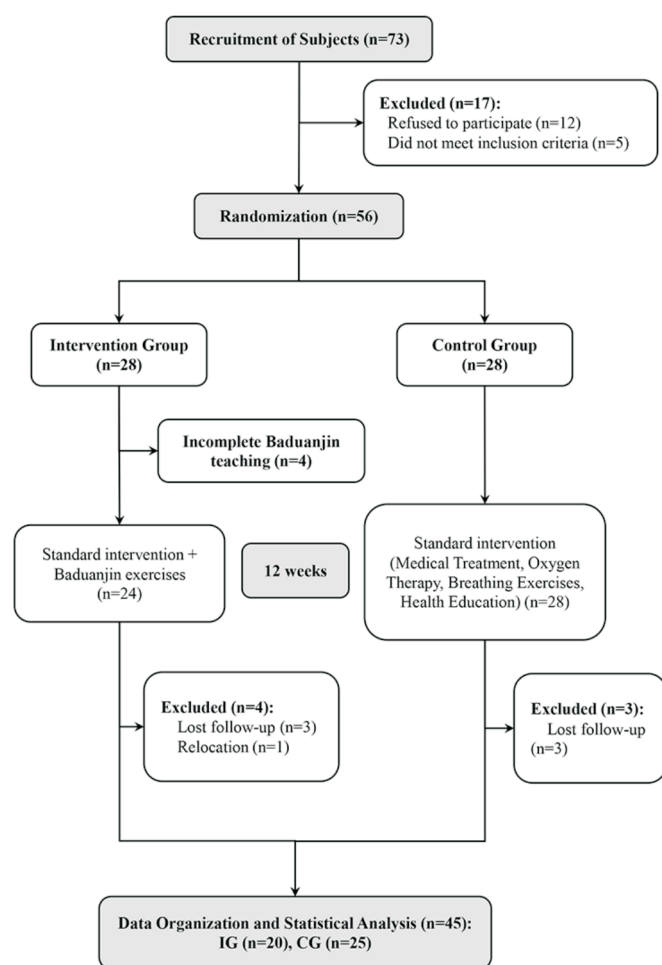 Recruitment of Subjects (n=73)
Excluded (n=17):
Refused to participate (n=12)
Did not meet inclusion criteria (n=5)
Randomization (n=56)
Intervention Group
(n=28)
Control Group
(n=28)
Incomplete Baduanjin
teaching (n=4)
Standard intervention +
Baduanjin exercises
(n=24)
12 weeks
Standard intervention
(Medical Treatment, Oxygen
Therapy, Breathing Exercises,
Health Education) (n=28)
Excluded (n=4):
Lost follow-up (n=3)
Relocation (n=1)
Excluded (n=3):
Lost follow-up
(n=3)
Data Organization and Statistical Analysis (n=45):
IG (n=20), CG (n=25)